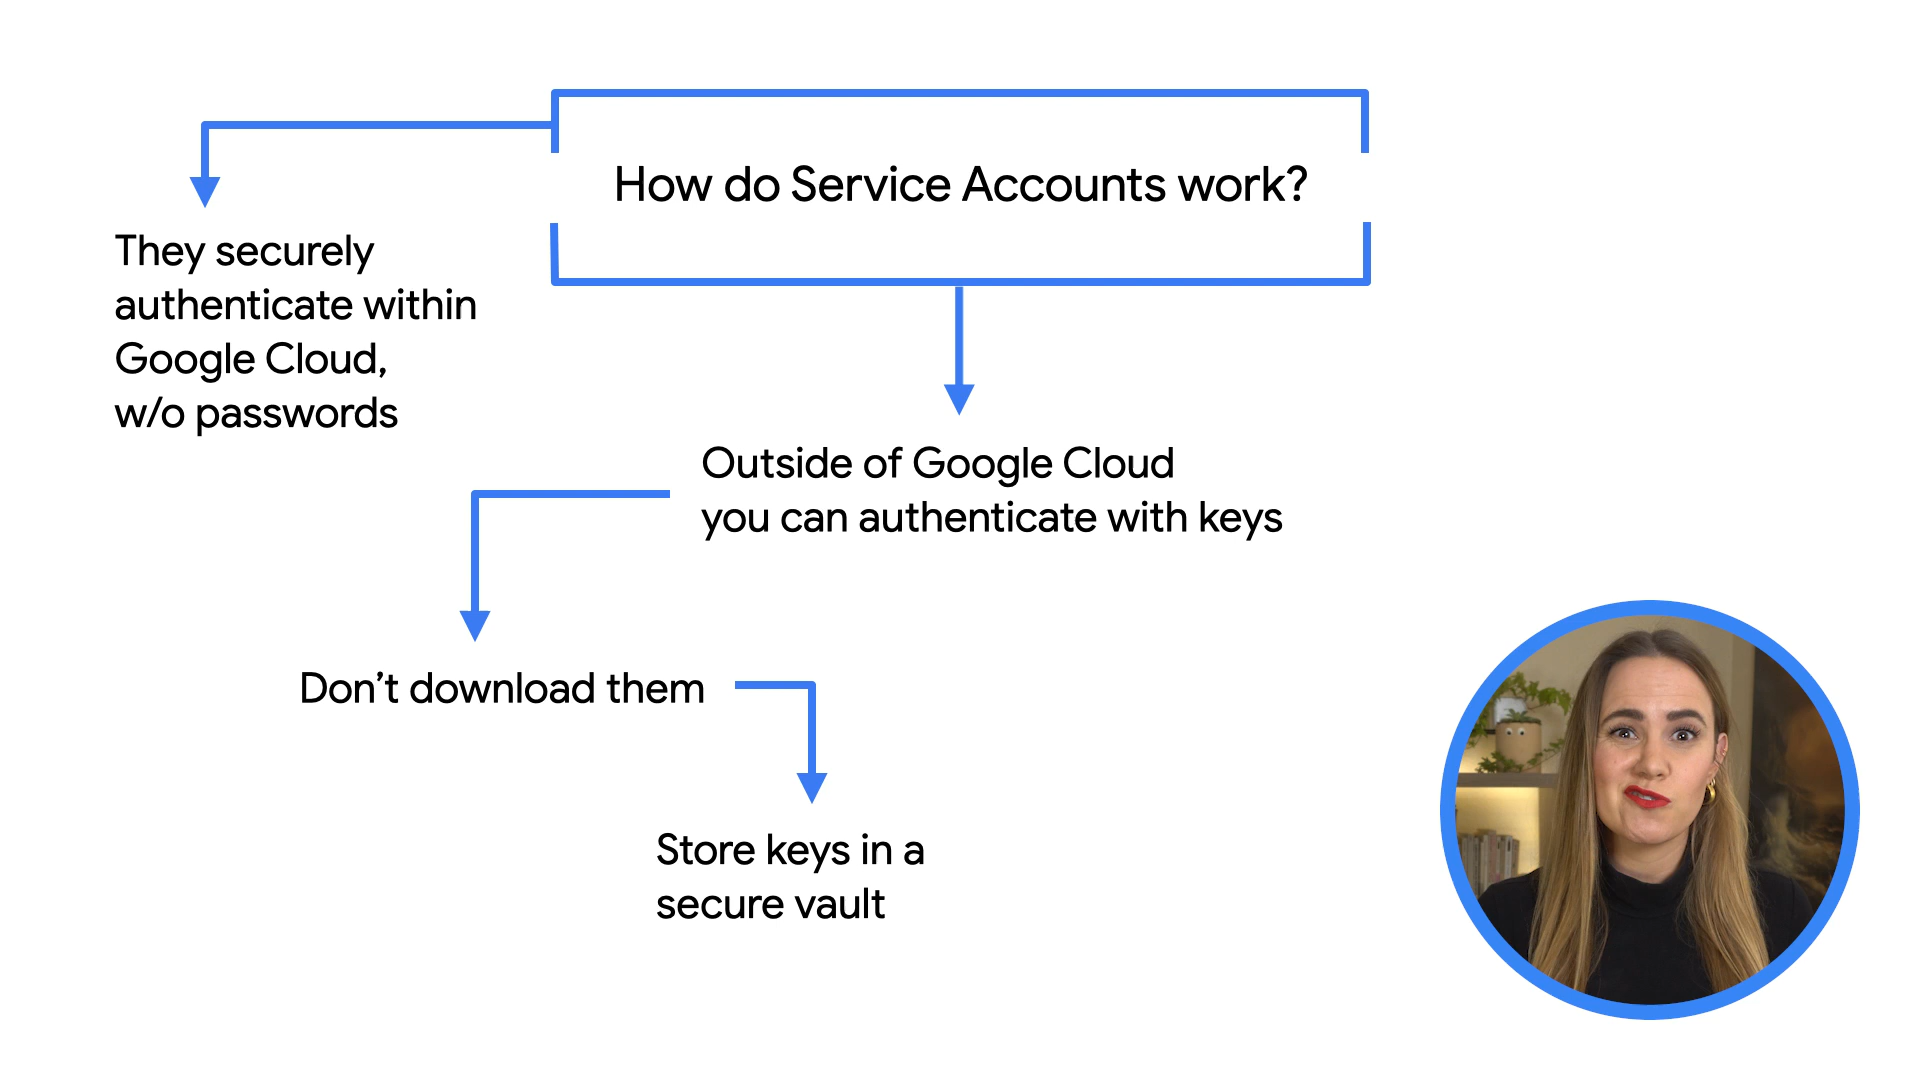 How do Service Accounts work?
They securely
authenticate within
Google Cloud,
w/o passwords
Outside of Google Cloud
you can authenticate with keys
Don’t download them
Store keys in a
secure vault